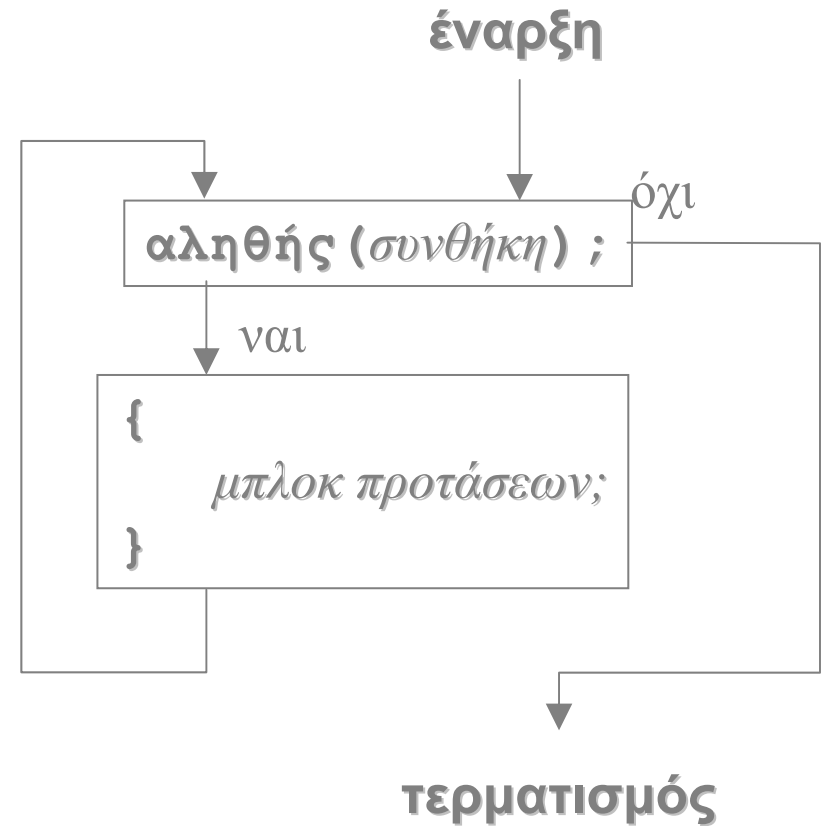 έναρξη
όχι
αληθής(συνθήκη);
ναι
{
μπλοκ προτάσεων;
}
τερματισμός